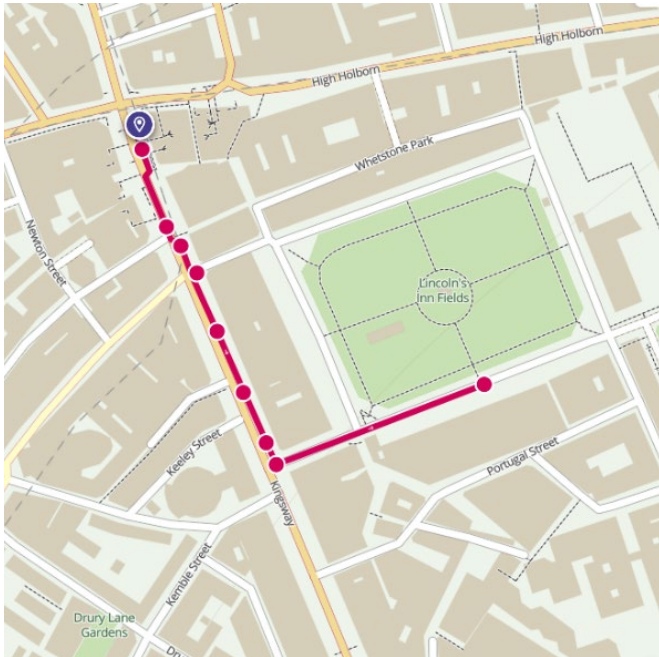 High Holborn
High Holborn
Whetstone Park
Newton Street
Lincoln's
Inn Fields
Keeley Street
Portugal Street
Kingsway
Kemble Street
Drury Lane
Gardens
Dru